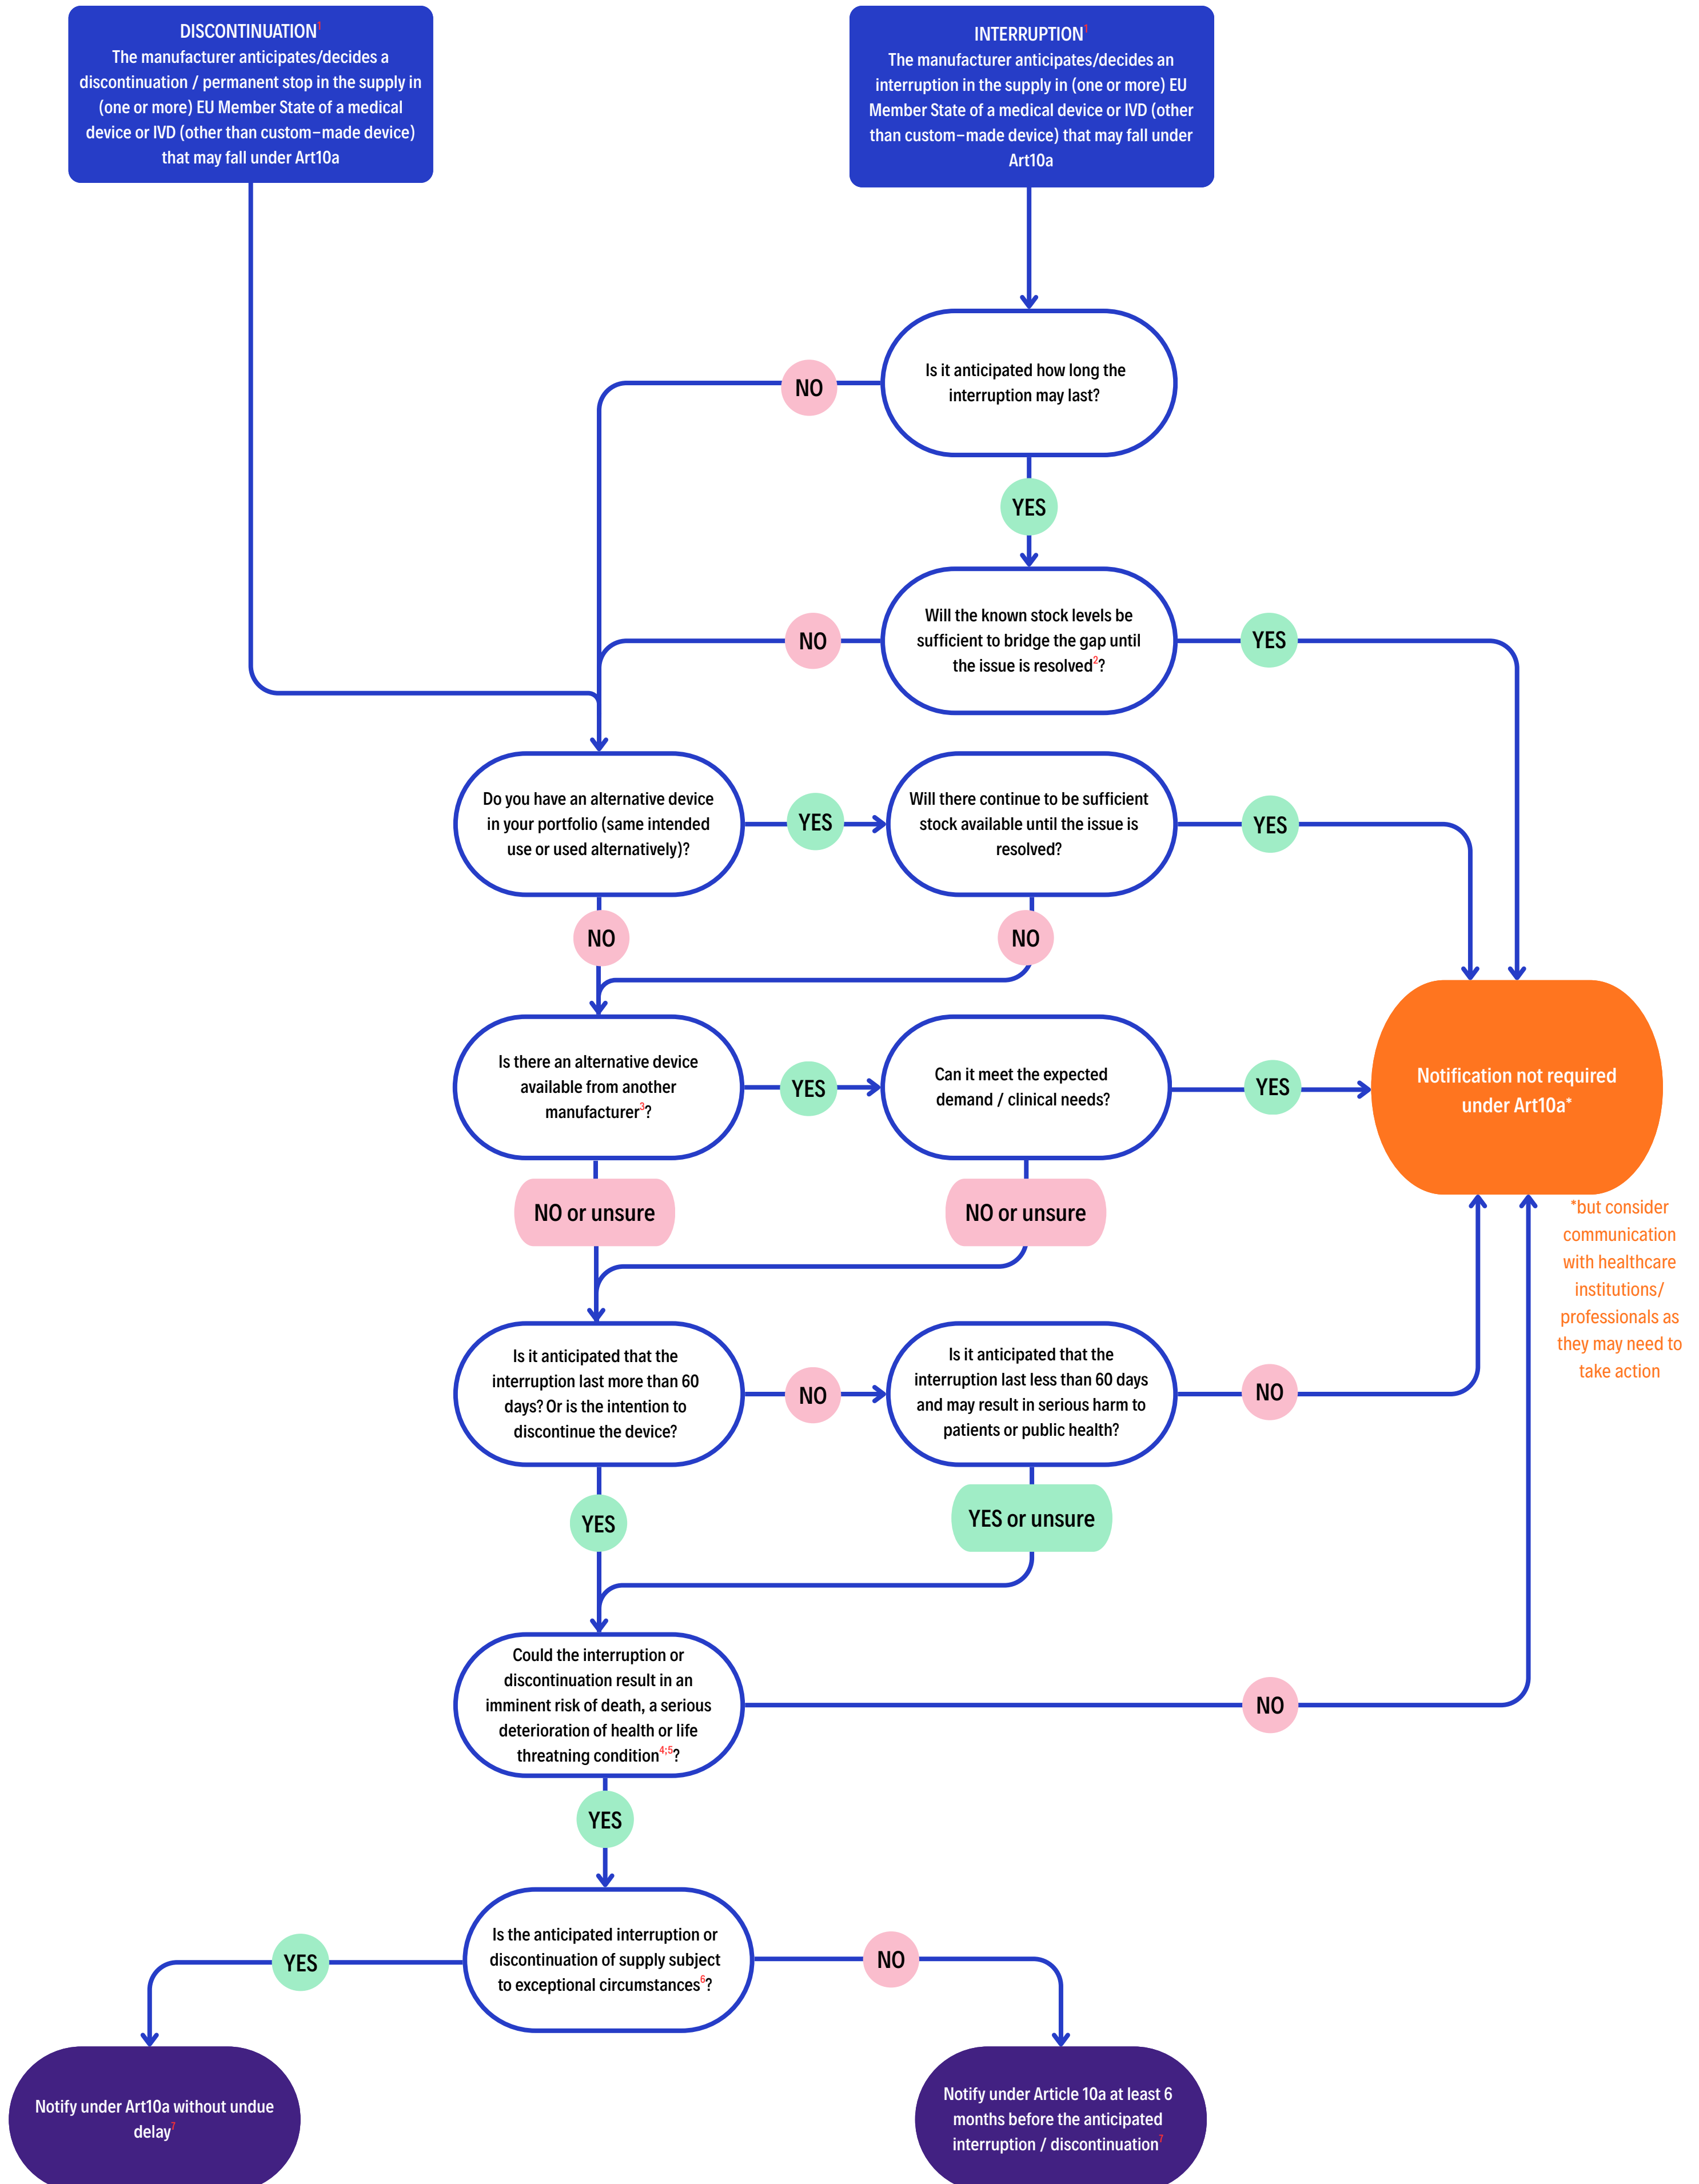 DISCONTINUATION1
The manufacturer anticipates/decides a
discontinuation / permanent stop in the supply in
(one or more) EU Member State of a medical
device or IVD (other than custom-made device)
that may fall under Art10a
INTERRUPTION1
The manufacturer anticipates/decides an
interruption in the supply in (one or more) EU
Member State of a medical device or IVD (other
than custom-made device) that may fall under
Art10a
Is it anticipated how long the
interruption may last?
NO
YES
Will the known stock levels be
sufficient to bridge the gap until
the issue is resolved2?
NO
YES
Do you have an alternative device
in your portfolio (same intended
use or used alternatively)?
YES
Will there continue to be sufficient
stock available until the issue is
resolved?
YES
NO
NO
Is there an alternative device
available from another
manufacturer3?
YES
Can it meet the expected
demand / clinical needs?
YES
Notification not required
under Art10a*
*but consider
communication
with healthcare
institutions/
professionals as
they may need to
take action
NO or unsure
NO or unsure
Is it anticipated that the
interruption last more than 60
days? Or is the intention to
discontinue the device?
NO
Is it anticipated that the
interruption last less than 60 days
and may result in serious harm to
patients or public health?
NO
YES
YES or unsure
Could the interruption or
discontinuation result in an
imminent risk of death, a serious
deterioration of health or life
threatning condition4;5?
NO
YES
Is the anticipated interruption or
discontinuation of supply subject
to exceptional circumstances6?
YES
NO
Notify under Art10a without undue
delay7
Notify under Article 10a at least 6
months before the anticipated
interruption / discontinuation7